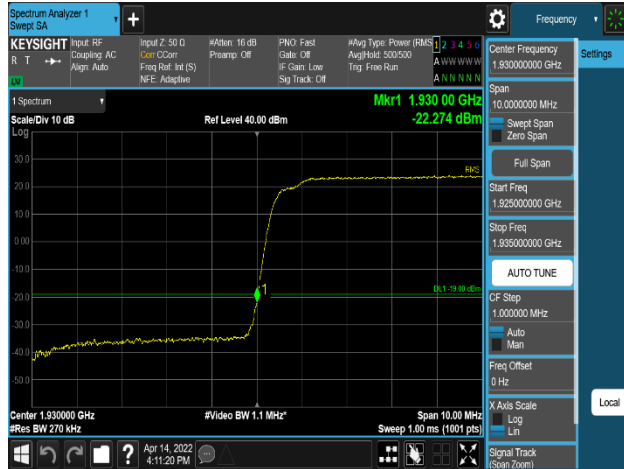 Spectrum Analyzer 1
Swept SA
Frequency
KEYSIGHT
R T
Input: RF
Coupling: AC
Align: Auto
Input Z: 50 Ω
Corr CCorr
Freq Ref: Int (S)
NFE: Adaptive
#Atten: 16 dB
Preamp: Off
PNO: Fast
Gate: Off
IF Gain: Low
Sig Track: Off
#Avg Type: Power (RMS
Avg|Hold: 500/500
Trig: Free Run
1 2 3 4 5 6
A W W W W W
A N N N N N
1 Spectrum
Scale/Div 10 dB
Log
Ref Level 40.00 dBm
Mkr1 1.930 00 GHz
-22.274 dBm
30.0
20.0
10.0
0.00
-10.0
-20.0
-30.0
-40.0
-50.0
RMS
DL1 -19.00 dBm
1
Center 1.930000 GHz
#Res BW 270 kHz
#Video BW 1.1 MHz*
Span 10.00 MHz
Sweep 1.00 ms (1001 pts)
Apr 14, 2022
4:11:20 PM
Center Frequency
1.930000000 GHz
Span
10.0000000 MHz
Swept Span
Zero Span
Full Span
Start Freq
1.925000000 GHz
Stop Freq
1.935000000 GHz
AUTO TUNE
CF Step
1.000000 MHz
Auto
Man
Freq Offset
0 Hz
X Axis Scale
Log
Lin
Signal Track
(Span Zoom)
Settings
Local